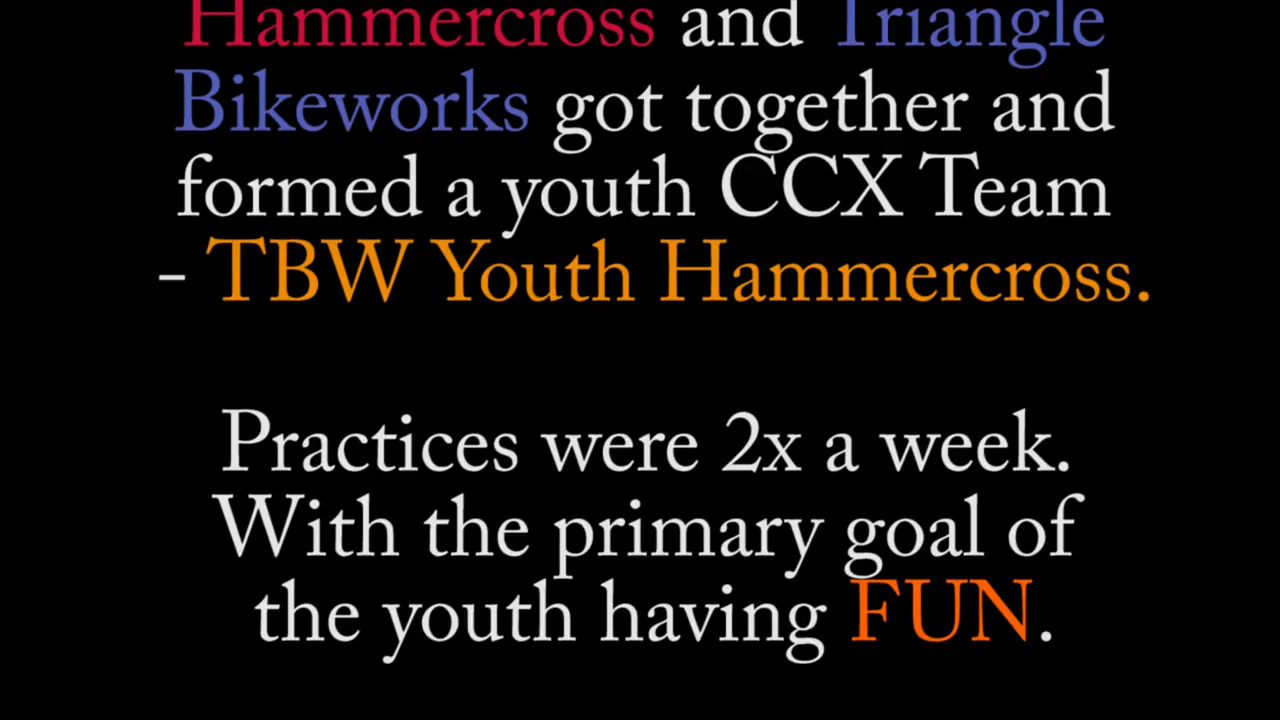 Hammercross and Triangle
Bikeworks got together and
formed a youth CCX Team
- TBW Youth Hammercross.
Practices were 2x a week.
With the primary goal of
the youth having FUN.